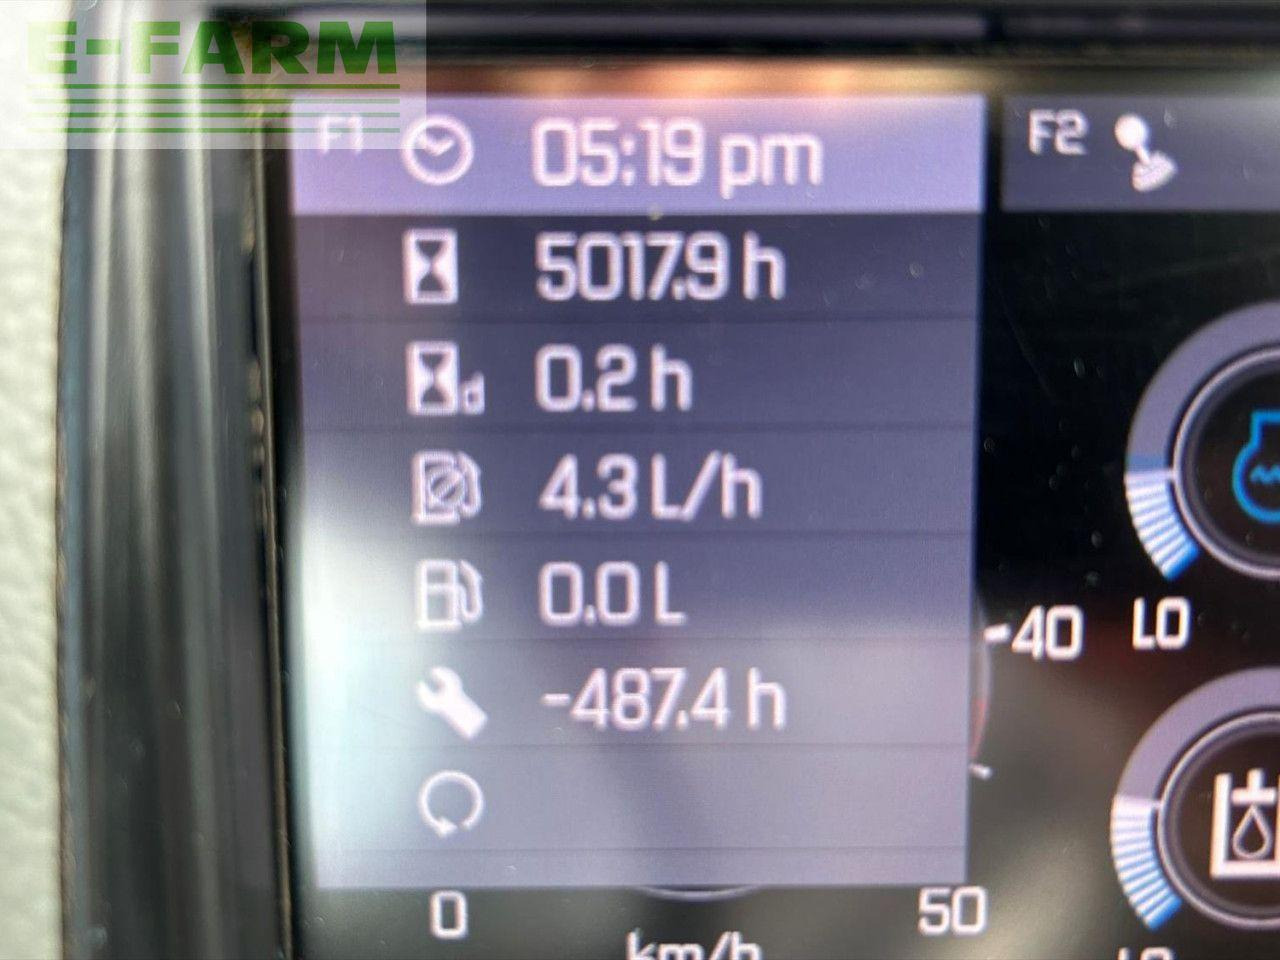 E-FARM
F1 05:19 pm
F2
5017.9 h
d 0.2 h
4.3 L/h
0.0 L
-40 LO
-487.4 h
0 50
km/h
LO